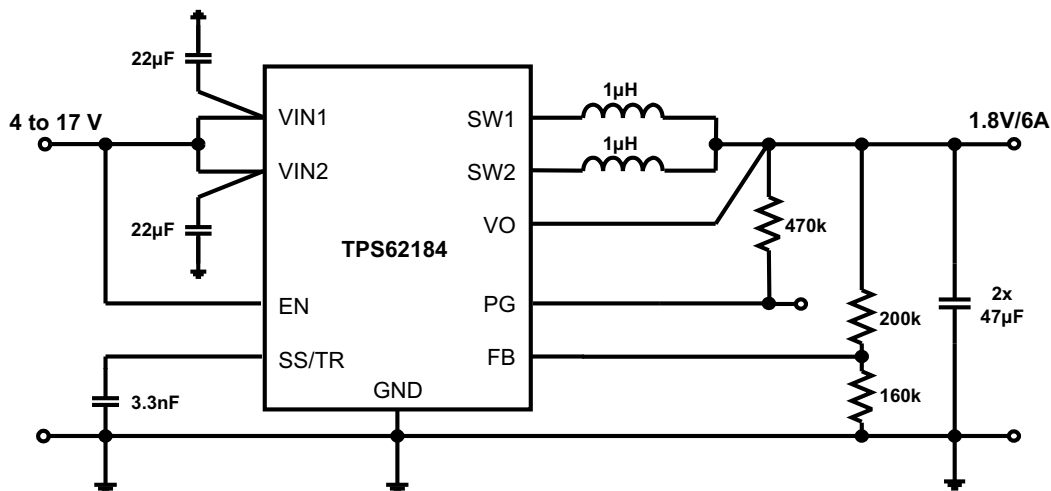 22µF
4 to 17 V
22µF
3.3nF
VIN1
VIN2
EN
SS/TR
TPS62184
GND
SW1
SW2
VO
PG
FB
1µH
1µH
470k
200k
160k
1.8V/6A
2x
47µF